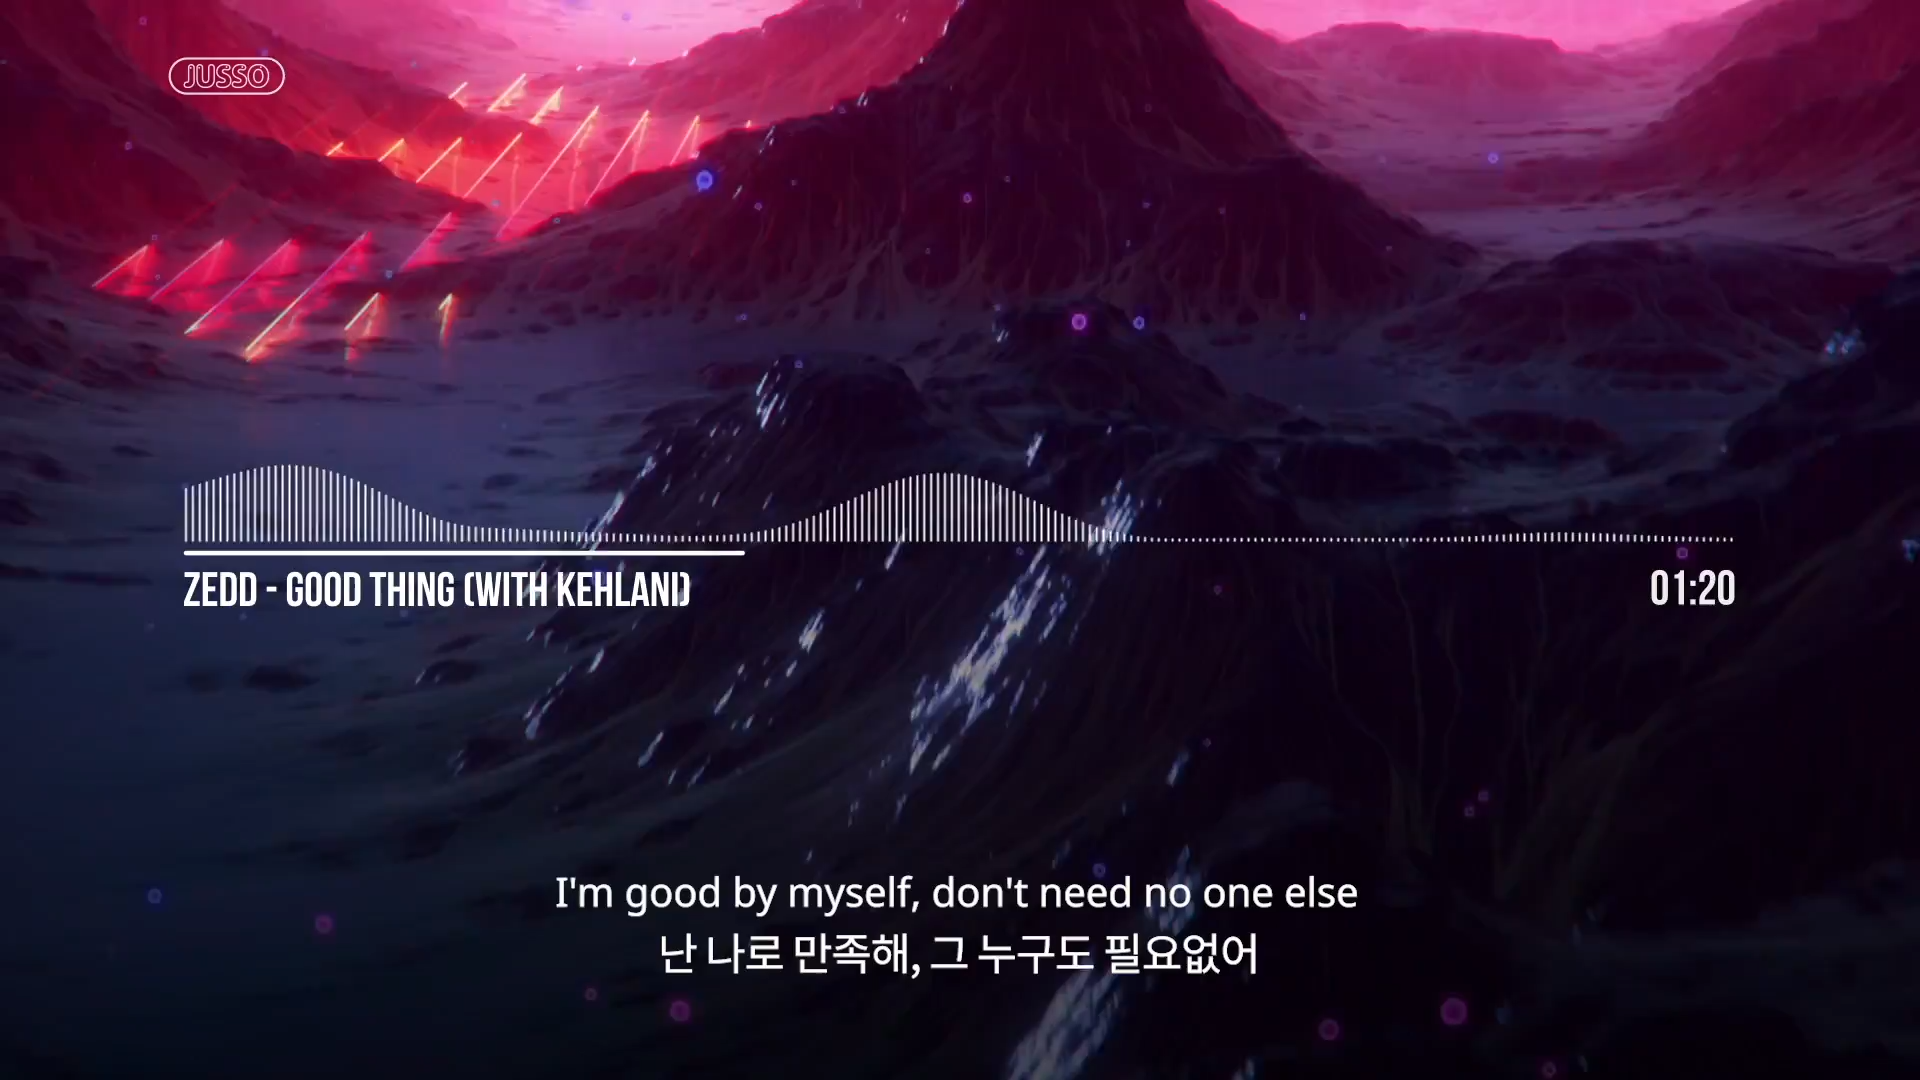 JUSSO
ZEDD - GOOD THING (WITH KEHLANI)
01:20
I'm good by myself, don't need no one else
난 나로 만족해, 그 누구도 필요없어